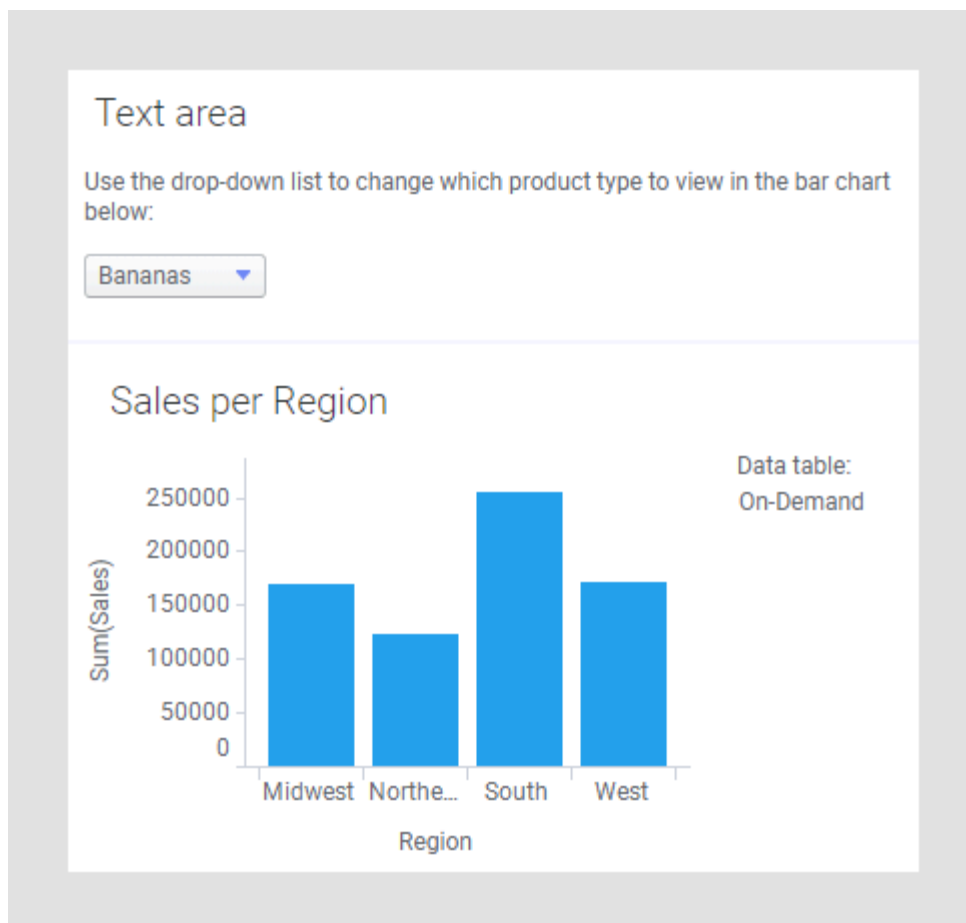 Text area
Use the drop-down list to change which product type to view in the bar chart
below:
Bananas
Sales per Region
Data table:
On-Demand
Sum(Sales)
250000
200000
150000
100000
50000
0
Midwest Northe... South West
Region